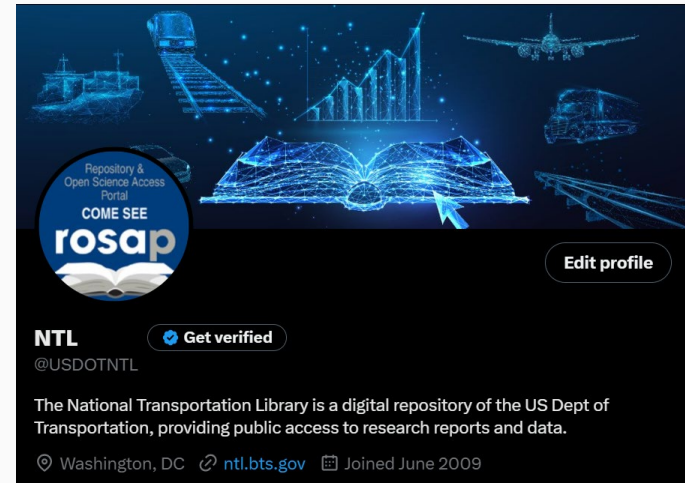 Repository &
Open Science Access
Portal
COME SEE
rosap
Edit profile
NTL
Get verified
@USDOTNTL
The National Transportation Library is a digital repository of the US Dept of
Transportation, providing public access to research reports and data.
Washington, DC ntl.bts.gov Joined June 2009